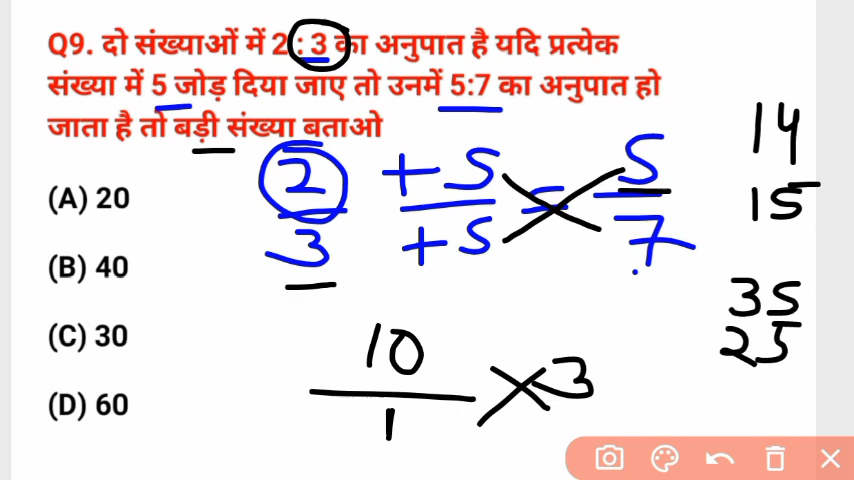 Q9. दो संख्याओं में 2 : 3 का अनुपात है यदि प्रत्येक
संख्या में 5 जोड़ दिया जाए तो उनमें 5:7 का अनुपात हो
जाता है तो बड़ी संख्या बताओ
(A) 20
(B) 40
(C) 30
(D) 60
2 +5 = 5
3 +5 7
10 × 3
1
14
15
35
25